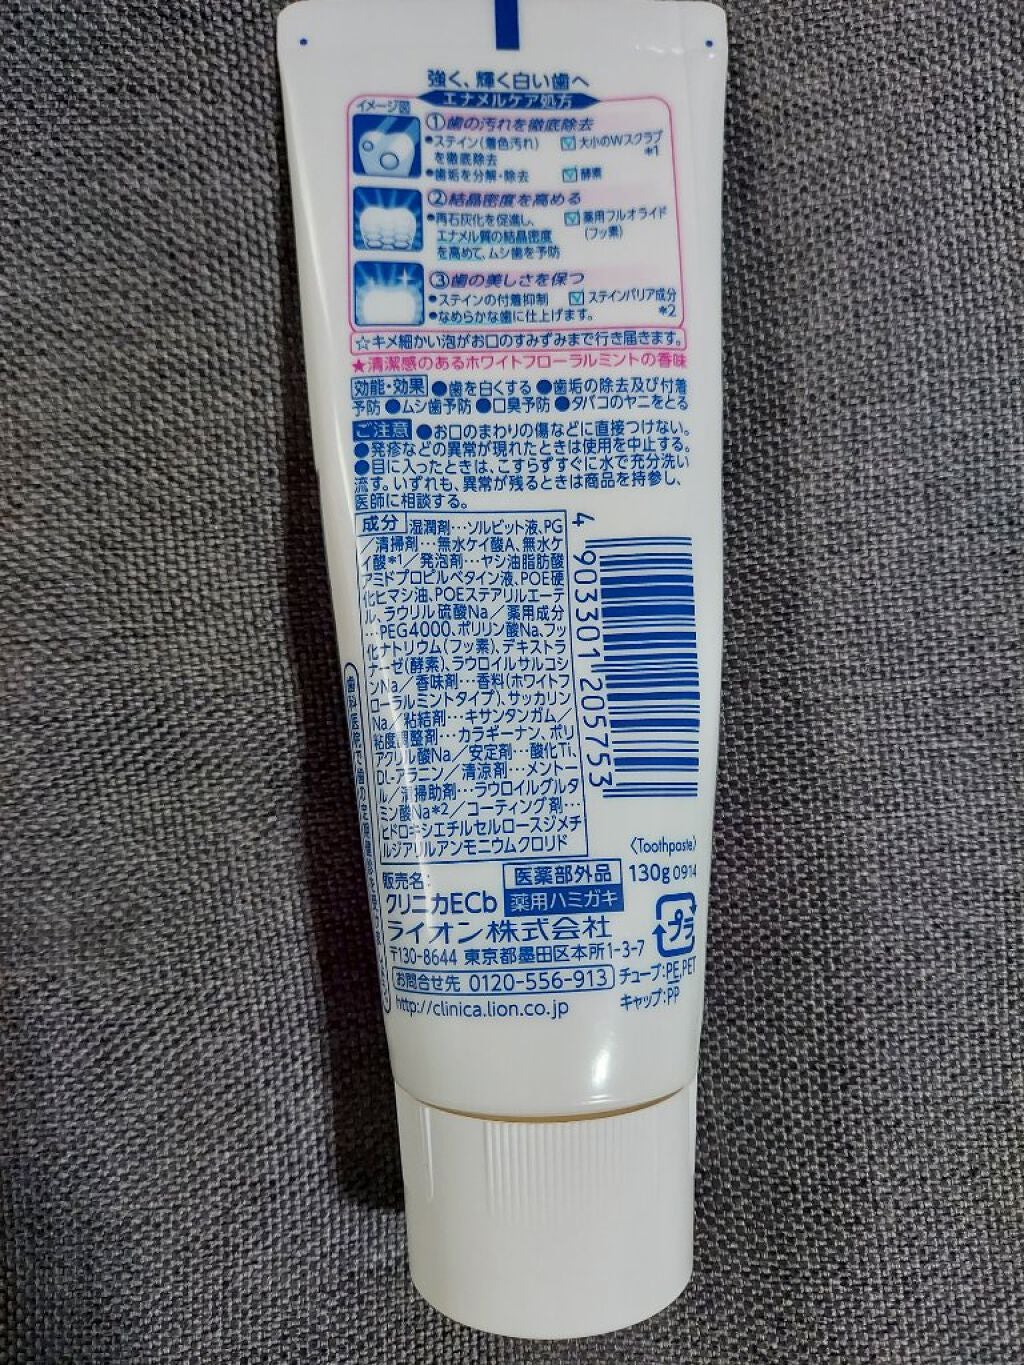 強く、輝く白い歯へ
エナメルケア処方
イメージ図
①歯の汚れを徹底除去
●ステイン(着色汚れ)
を徹底除去
大小のWスクラブ
*1
●歯垢を分解・除去
酵素
②結晶密度を高める
●再石灰化を促進し、
エナメル質の結晶密度
を高めて、ムシ歯を予防
薬用フルオライド
(フッ素)
③歯の美しさを保つ
●ステインの付着抑制
ステインバリア成分
*2
●なめらかな歯に仕上げます。
☆キメ細かい泡がお口のすみずみまで行き届きます。
★清潔感のあるホワイトフローラルミントの香味
効能・効果 ●歯を白くする ●歯垢の除去及び付着
予防 ●ムシ歯予防 ●口臭予防 ●タバコのヤニをとる
ご注意 ●お口のまわりの傷などに直接つけない。
●発疹などの異常が現れたときは使用を中止する。
●目に入ったときは、こすらずすぐに水で充分洗い
流す。いずれも、異常が残るときは商品を持参し、
医師に相談する。
成分 湿潤剤…ソルビット液、PG
/清掃剤…無水ケイ酸A、無水ケ
イ酸*1/発泡剤…ヤシ油脂肪酸
アミドプロピルベタイン液、POE硬
化ヒマシ油、POEステアリルエーテ
ル、ラウリル硫酸Na/薬用成分
…PEG4000、ポリリン酸Na、フッ
化ナトリウム(フッ素)、デキストラ
ナーゼ(酵素)、ラウロイルサルコシ
ンNa/香味剤…香料(ホワイトフ
ローラルミントタイプ)、サッカリン
Na/粘結剤…キサンタンガム/
粘度調整剤…カラギーナン、ポリ
アクリル酸Na/安定剤…酸化Ti、
DL-アラニン/清涼剤…メントー
ル/清掃助剤…ラウロイルグルタ
ミン酸Na*2/コーティング剤…
ヒドロキシエチルセルロースジメチ
ルジアリルアンモニウムクロリド
4 903301 205753
〈Toothpaste〉
130g 0914
販売名:
クリニカECb
医薬部外品
薬用ハミガキ
ライオン株式会社
〒130-8644 東京都墨田区本所1-3-7
お問合せ先 0120-556-913
http://clinica.lion.co.jp
プラ
チューブ:PE,PET
キャップ:PP
歯科医院で歯の定期健診を受け